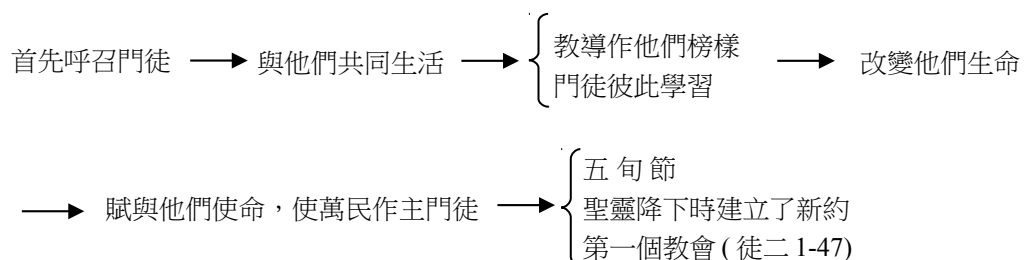 首先呼召門徒 與他們共同生活 教導作他們榜樣 改變他們生命
門徒彼此學習
賦與他們使命,使萬民作主門徒 五旬節
聖靈降下時建立了新約
第一個教會 ( 徒二 1-47)